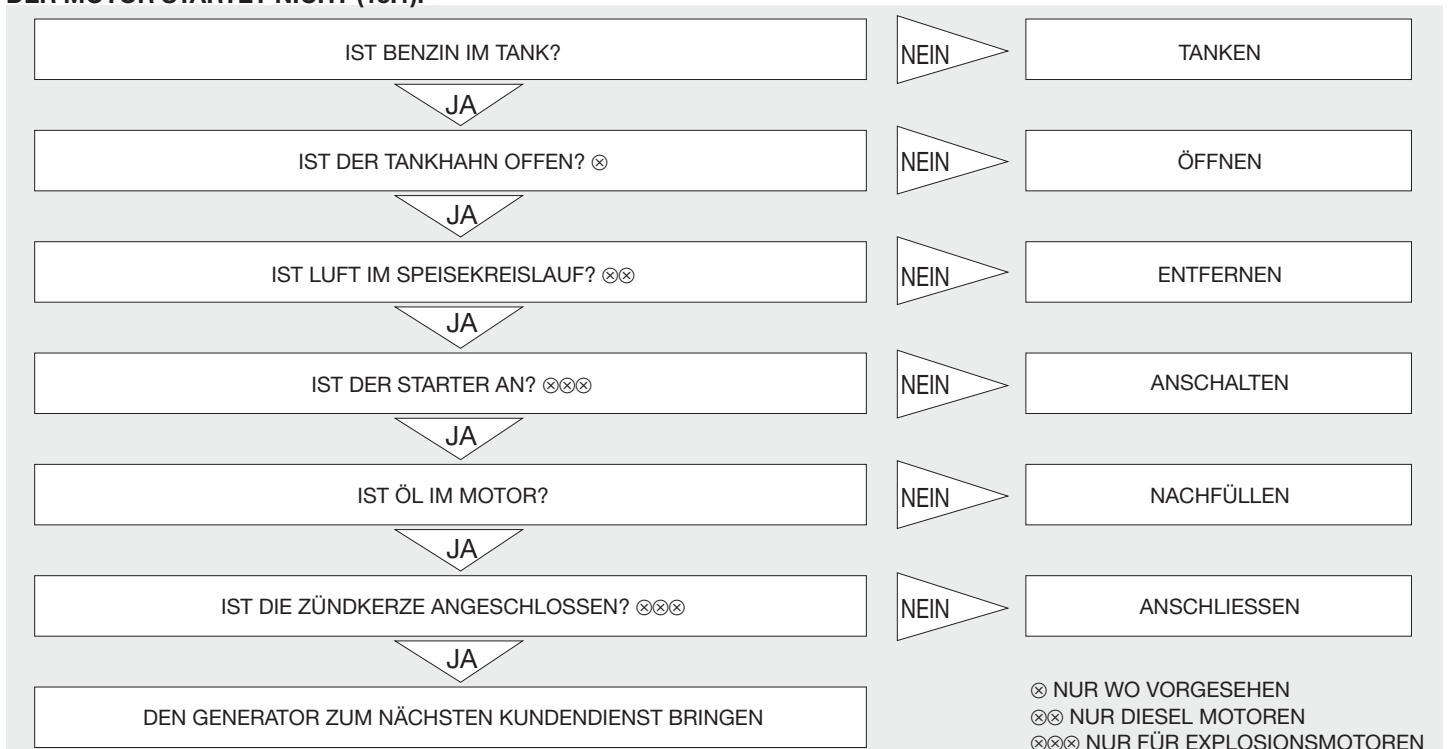 IST BENZIN IM TANK?
NEIN
TANKEN
JA
IST DER TANKHAHN OFFEN? ⊗
NEIN
ÖFFNEN
JA
IST LUFT IM SPEISEKREISLAUF? ⊗⊗
NEIN
ENTFERNEN
JA
IST DER STARTER AN? ⊗⊗⊗
NEIN
ANSCHALTEN
JA
IST ÖL IM MOTOR?
NEIN
NACHFÜLLEN
JA
IST DIE ZÜNDKERZE ANGESCHLOSSEN? ⊗⊗⊗
NEIN
ANSCHLIESSEN
JA
DEN GENERATOR ZUM NÄCHSTEN KUNDENDIENST BRINGEN
⊗ NUR WO VORGESEHEN
⊗⊗ NUR DIESEL MOTOREN
⊗⊗⊗ NUR FÜR EXPLOSIONSMOTOREN